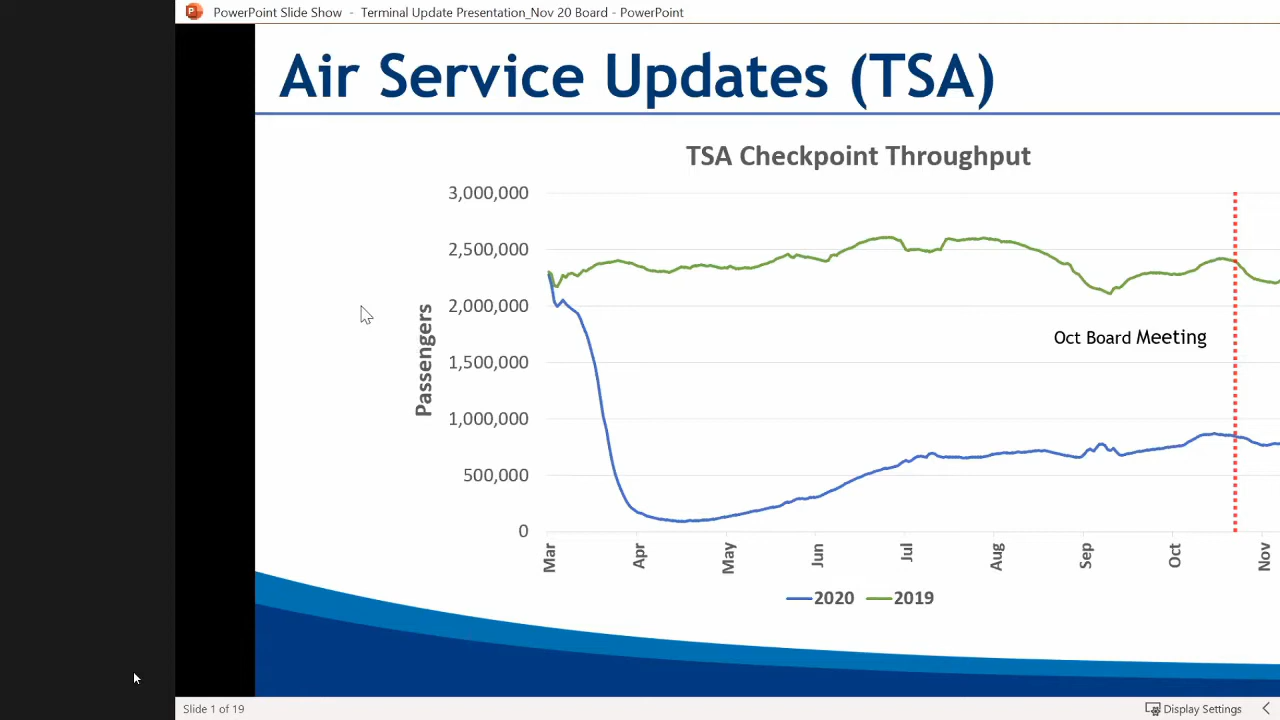 PowerPoint Slide Show - Terminal Update Presentation_Nov 20 Board - PowerPoint
Air Service Updates (TSA)
TSA Checkpoint Throughput
3,000,000
2,500,000
2,000,000
1,500,000
1,000,000
500,000
0
Passengers
Oct Board Meeting
Mar
Apr
May
Jun
Jul
Aug
Sep
Oct
Nov
2020
2019
Slide 1 of 19
Display Settings